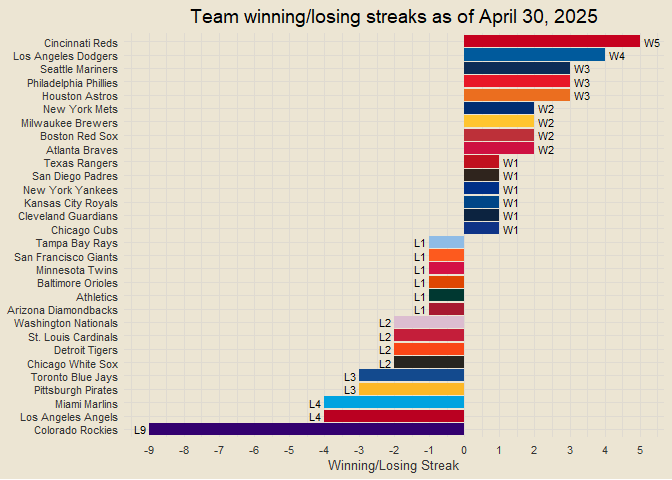 Team winning/losing streaks as of April 30, 2025
Cincinnati Reds W5
Los Angeles Dodgers W4
Seattle Mariners W3
Philadelphia Phillies W3
Houston Astros W3
New York Mets W2
Milwaukee Brewers W2
Boston Red Sox W2
Atlanta Braves W2
Texas Rangers W1
San Diego Padres W1
New York Yankees W1
Kansas City Royals W1
Cleveland Guardians W1
Chicago Cubs W1
Tampa Bay Rays L1
San Francisco Giants L1
Minnesota Twins L1
Baltimore Orioles L1
Athletics L1
Arizona Diamondbacks L1
Washington Nationals L2
St. Louis Cardinals L2
Detroit Tigers L2
Chicago White Sox L2
Toronto Blue Jays L3
Pittsburgh Pirates L3
Miami Marlins L4
Los Angeles Angels L4
Colorado Rockies L9
-9 -8 -7 -6 -5 -4 -3 -2 -1 0 1 2 3 4 5
Winning/Losing Streak